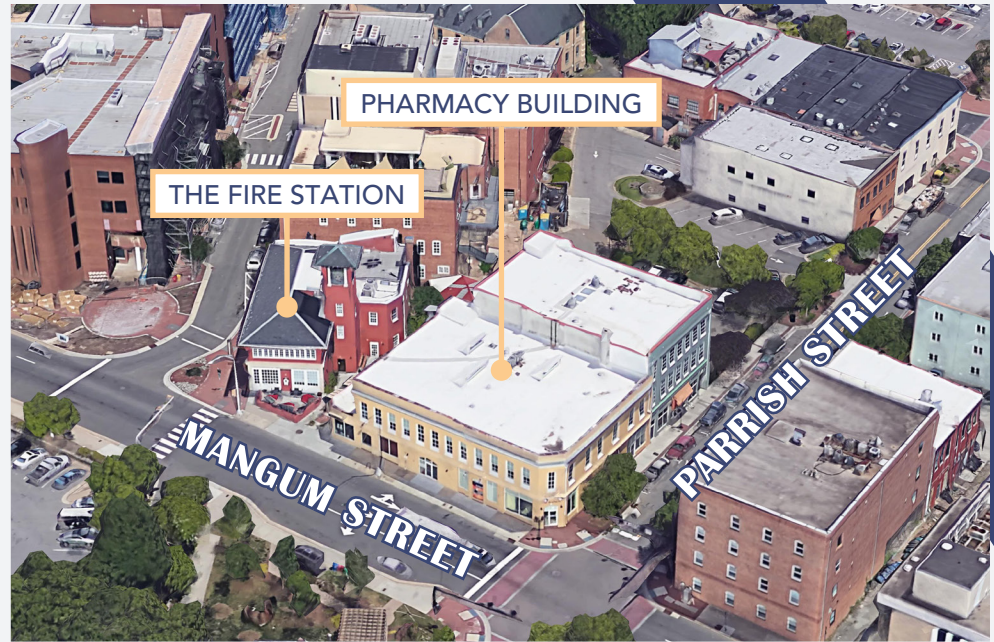 PHARMACY BUILDING
THE FIRE STATION
MANGUM STREET
PARRISH STREET